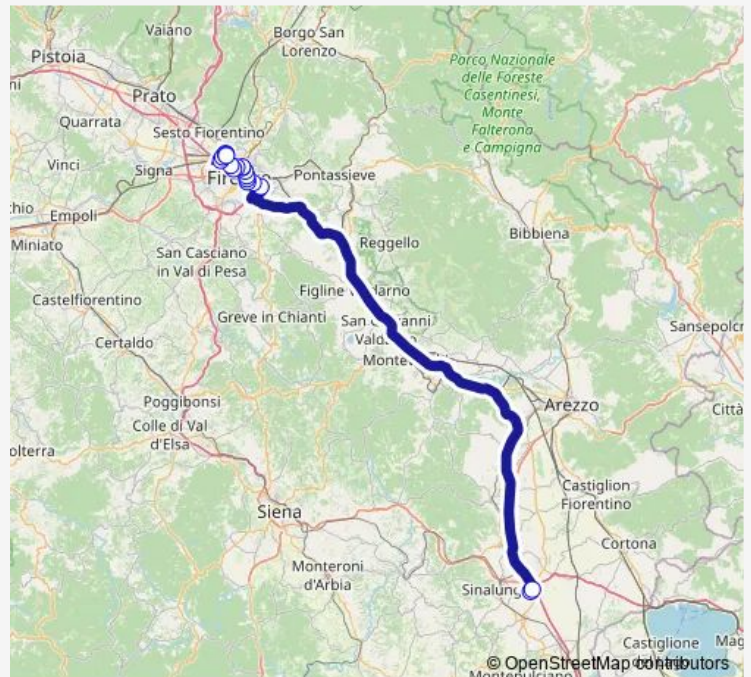 Vaiano
Borgo San
Lorenzo
Pistoia
Parco Nazionale
delle Foreste
Casentinesi,
Monte
Falterona
e Campigna
Prato
Quarrata
Sesto Fiorentino
Vinci
Signa
Pontassieve
Empoli
Miniato
Reggello
Bibbiena
San Casciano
in Val di Pesa
Castelfiorentino
Figline
Greve in Chianti
Certaldo
Poggibonsi
Arezzo
Colle di Val
d'Elsa
Città
Siena
Castiglion
Fiorentino
Cortona
Monteroni
d'Arbia
Castiglione
© OpenStreetMap contributors